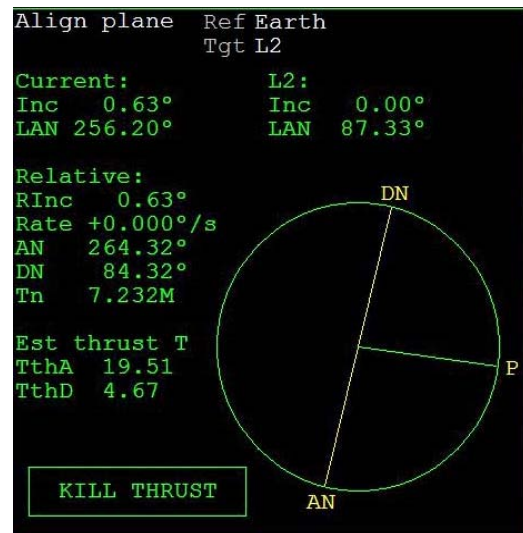 Align plane Ref Earth
Tgt L2
Current: L2:
Inc 0.63° Inc 0.00°
LAN 256.20° LAN 87.33°
Relative:
RInc 0.63°
Rate +0.000°/s
AN 264.32°
DN 84.32°
Tn 7.232M
Est thrust T
TthA 19.51
TthD 4.67
KILL THRUST
DN
P
AN